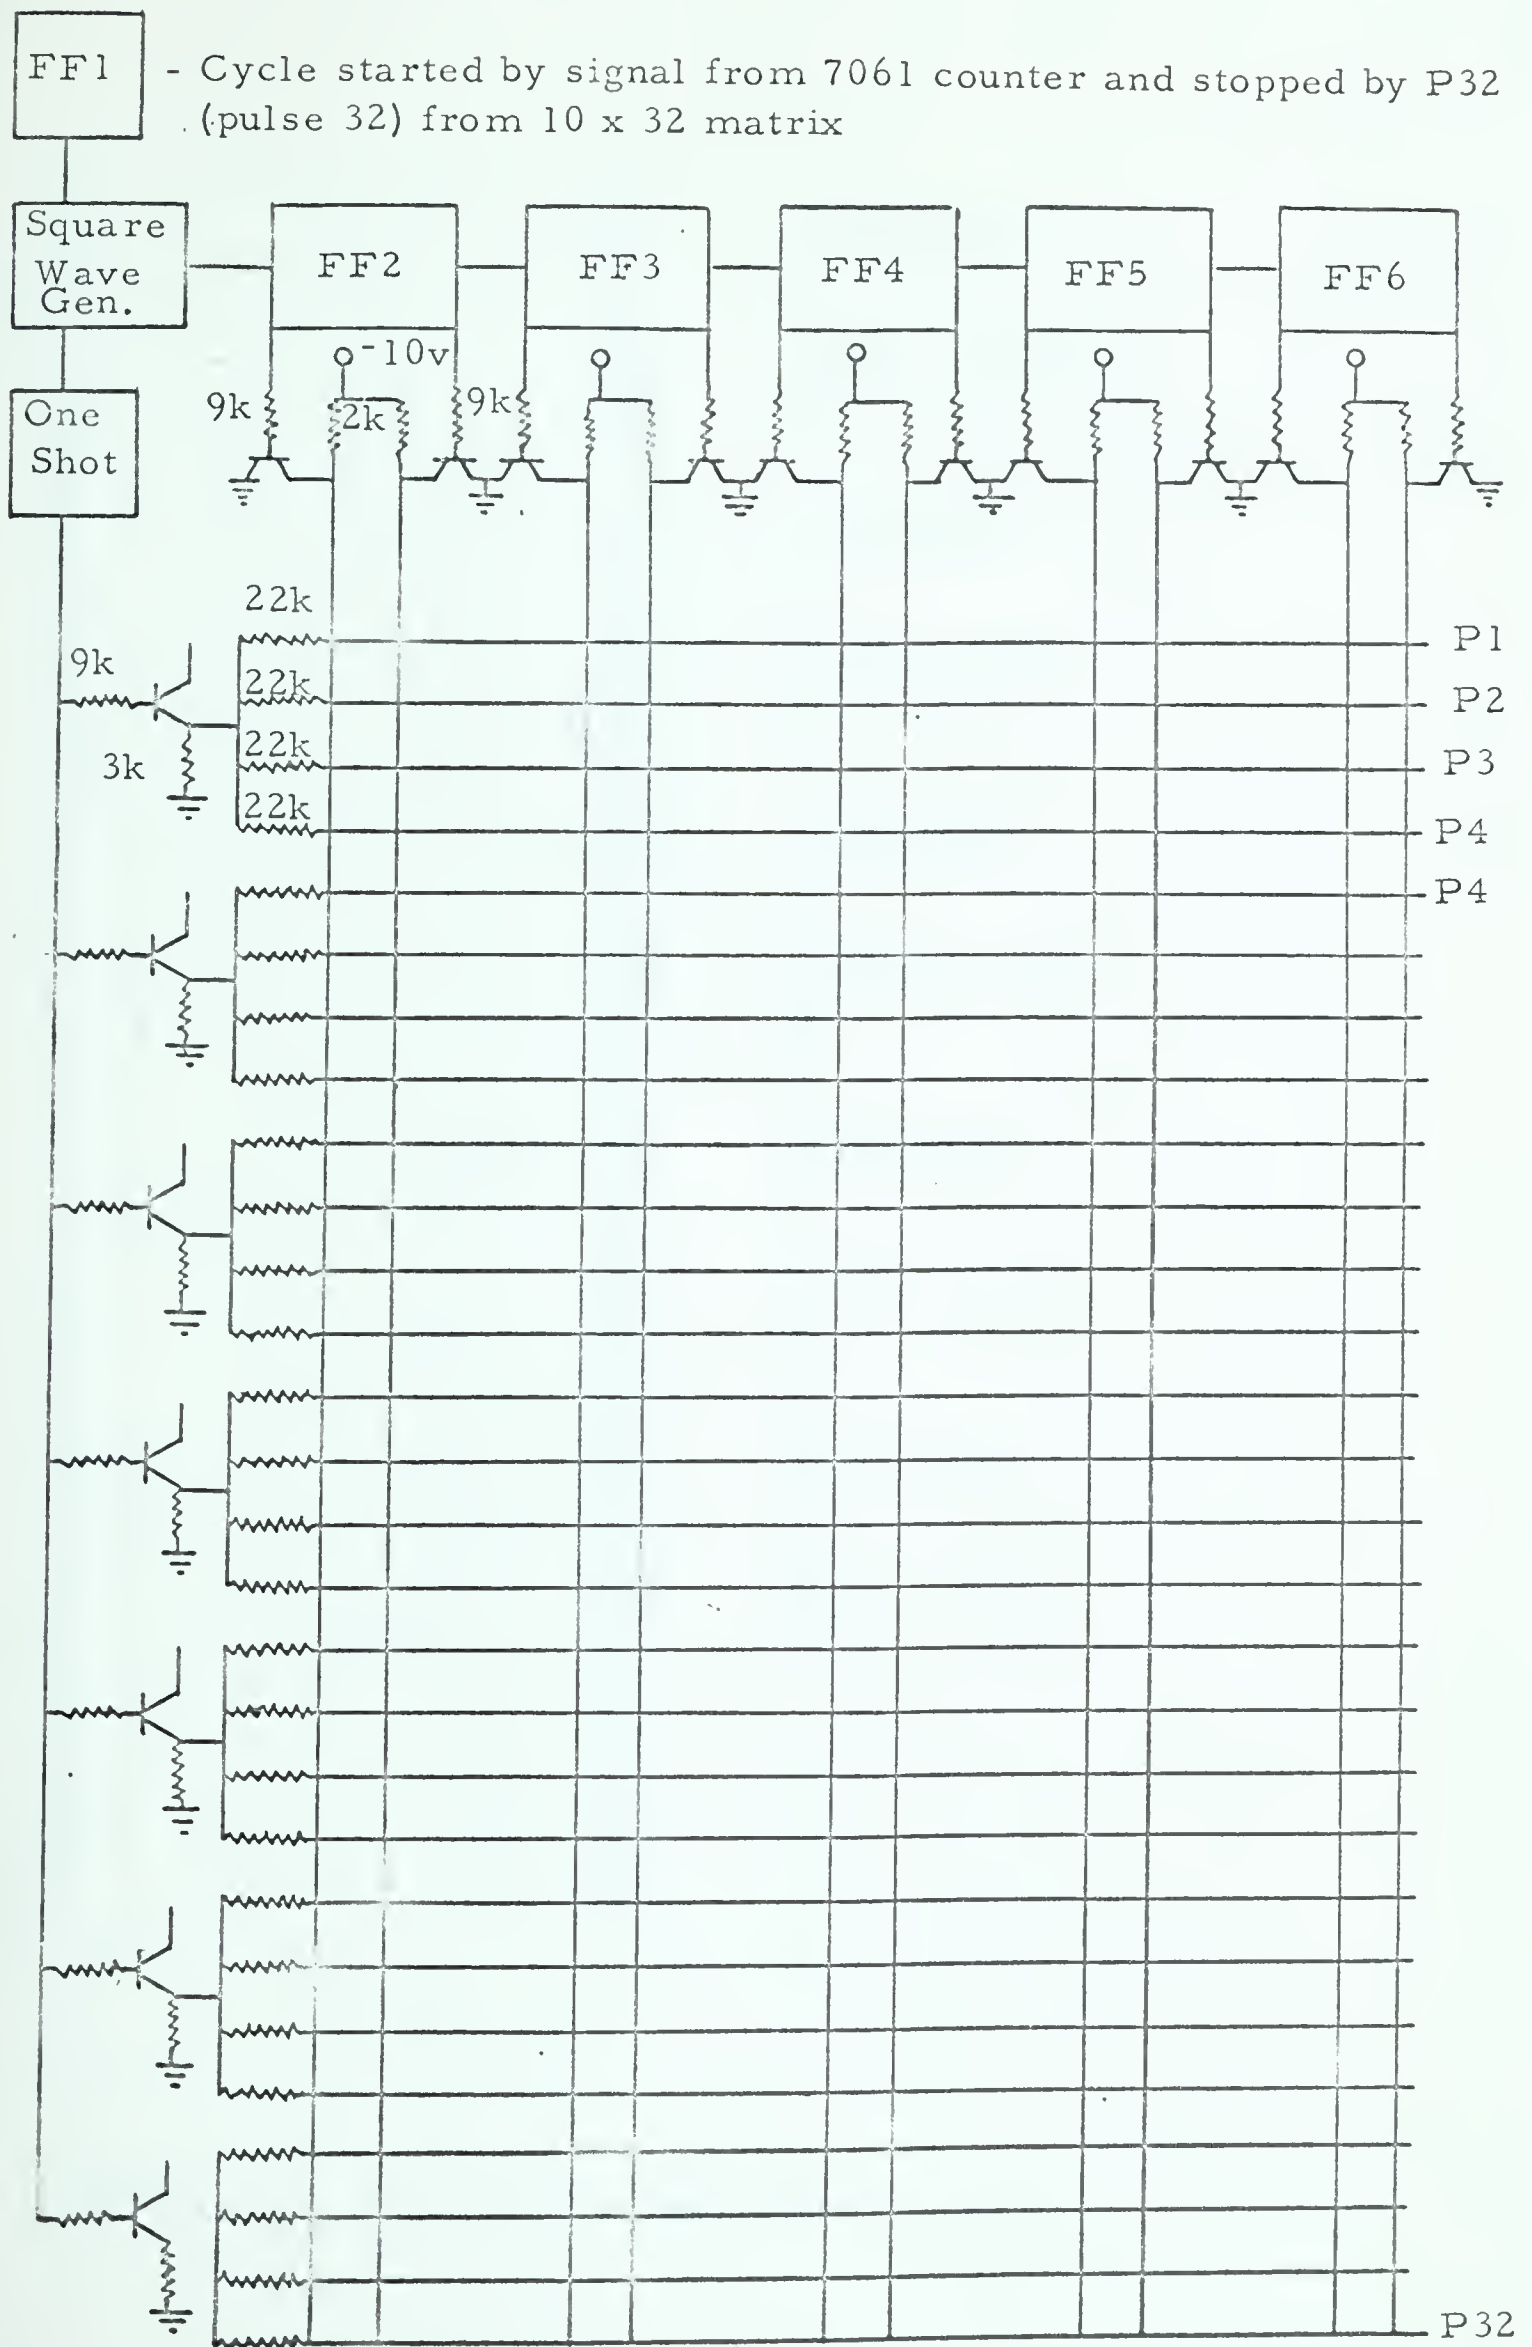 FF1
- Cycle started by signal from 7061 counter and stopped by P32
(pulse 32) from 10 x 32 matrix
Square
Wave
Gen.
FF2
FF3
FF4
FF5
FF6
-10v
One
Shot
9k
2k
9k
22k
P1
9k
22k
P2
22k
3k
P3
22k
P4
P4
P32